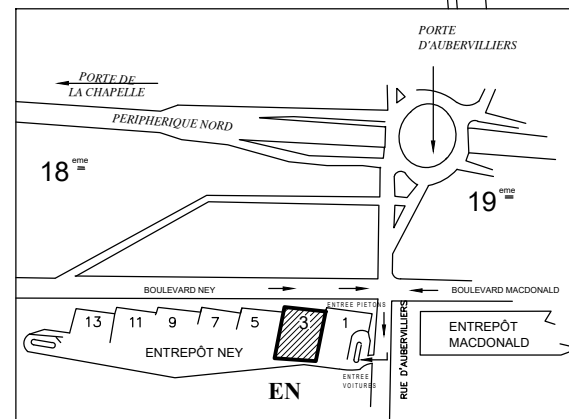 PORTE
D'AUBERVILLIERS
PORTE DE
LA CHAPELLE
PERIPHERIQUE NORD
18 eme
19 eme
BOULEVARD NEY
BOULEVARD MACDONALD
ENTREE PIETONS
13 11 9 7 5 3 1
ENTREPÔT NEY
RUE D'AUBERVILLIERS
ENTREPÔT
MACDONALD
EN
ENTREE
VOITURES